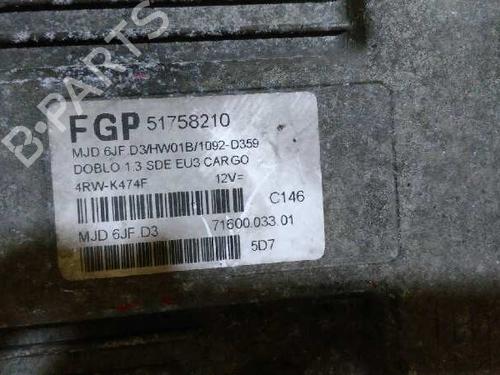 B-PARTS
FGP 51758210
MJD 6JF.D3/HW01B/1092-D359
DOBLO 1.3 SDE EU3 CARGO
4RW-K474F 12V=
C146
MJD 6JF.D3 71600.033.01
5D7